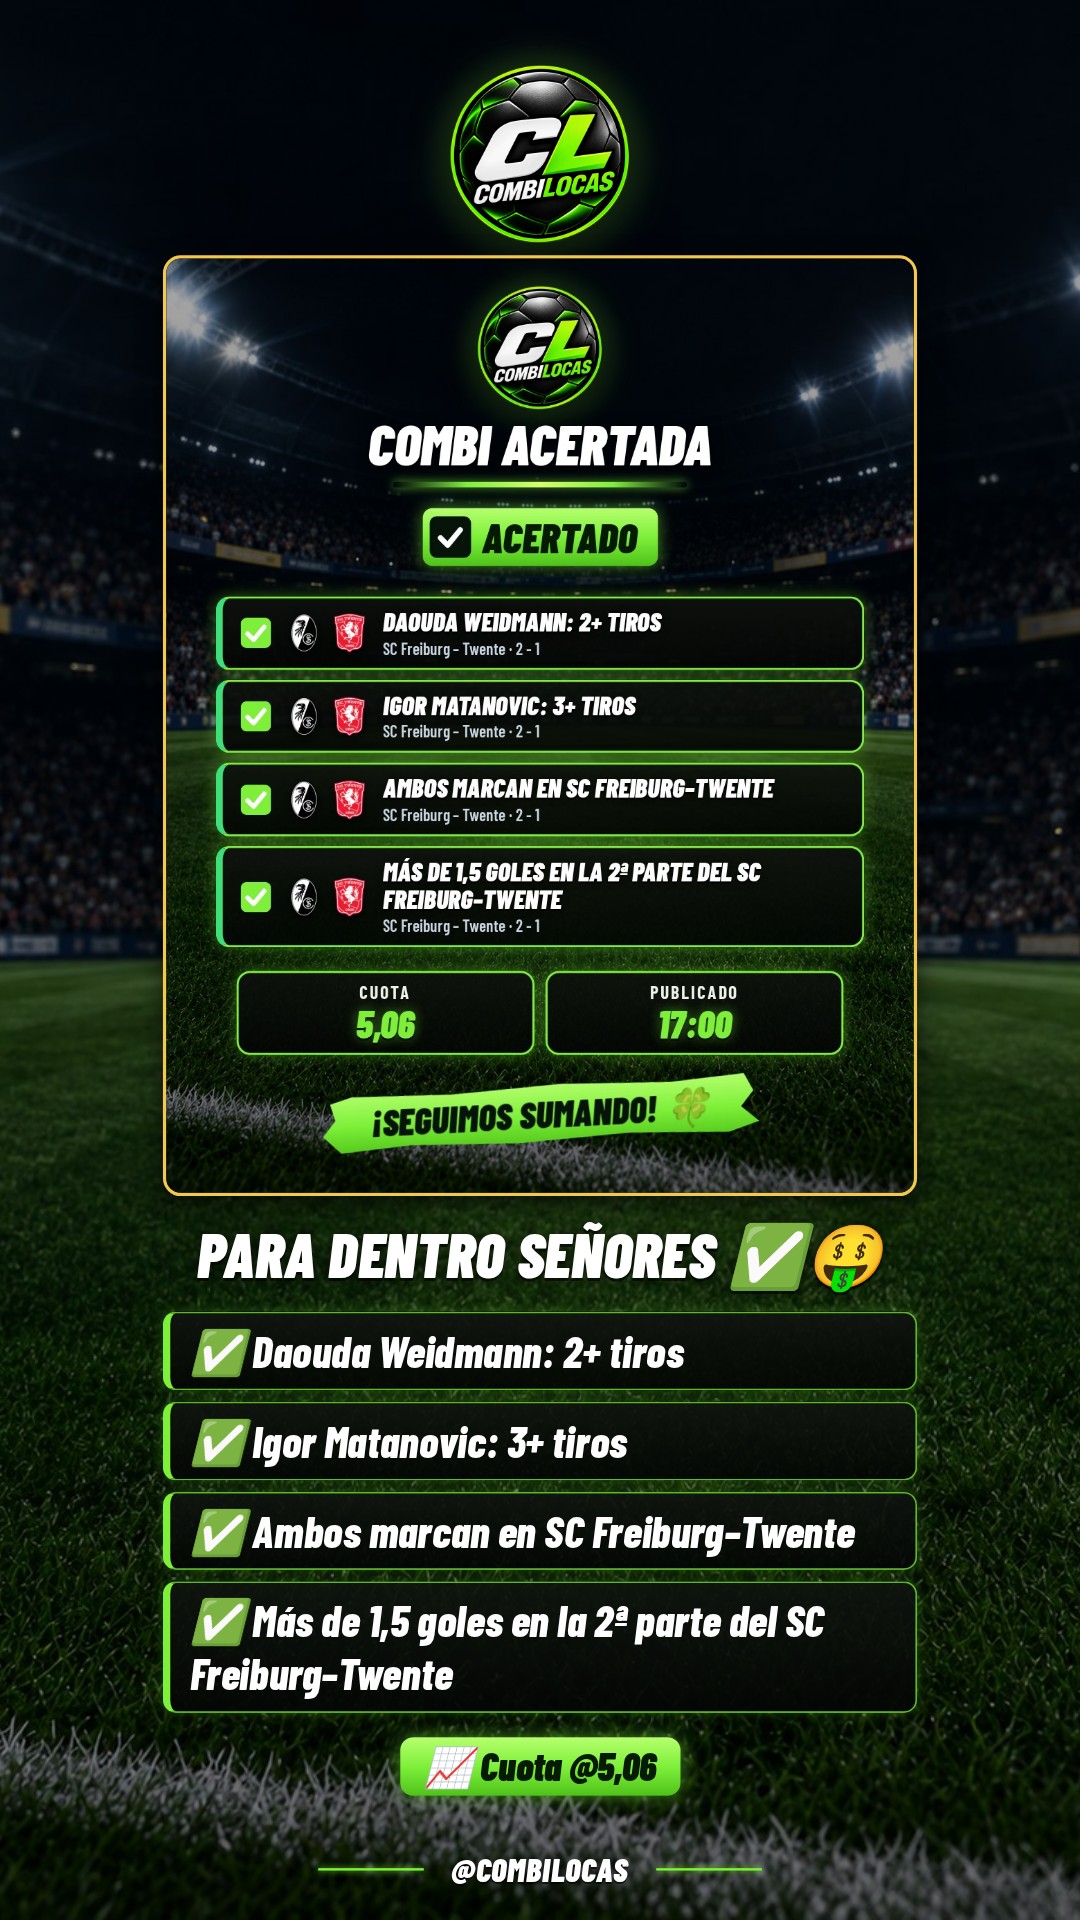 CL
COMBILOCAS
CL
COMBILOCAS
COMBI ACERTADA
ACERTADO
DAOUDA WEIDMANN: 2+ TIROS
SC Freiburg – Twente · 2 - 1
IGOR MATANOVIC: 3+ TIROS
SC Freiburg – Twente · 2 - 1
AMBOS MARCAN EN SC FREIBURG–TWENTE
SC Freiburg – Twente · 2 - 1
MÁS DE 1,5 GOLES EN LA 2ª PARTE DEL SC
FREIBURG–TWENTE
SC Freiburg – Twente · 2 - 1
CUOTA
PUBLICADO
5,06
17:00
¡SEGUIMOS SUMANDO! 🍀
PARA DENTRO SEÑORES ✅🤑
✅ Daouda Weidmann: 2+ tiros
✅ Igor Matanovic: 3+ tiros
✅ Ambos marcan en SC Freiburg–Twente
✅ Más de 1,5 goles en la 2ª parte del SC
Freiburg–Twente
📈 Cuota @5,06
@COMBILOCAS